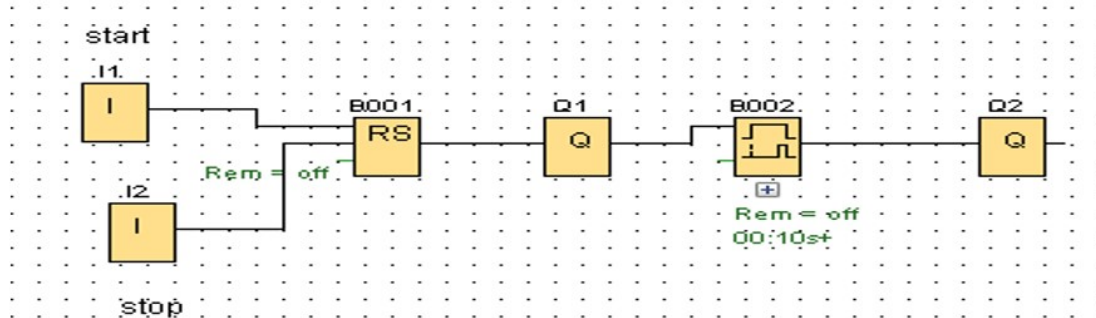 start
I1
I
B001
RS
Q1
Q
B002
Q2
Q
Rem = off
I2
I
Rem = off
00:10s+
stop